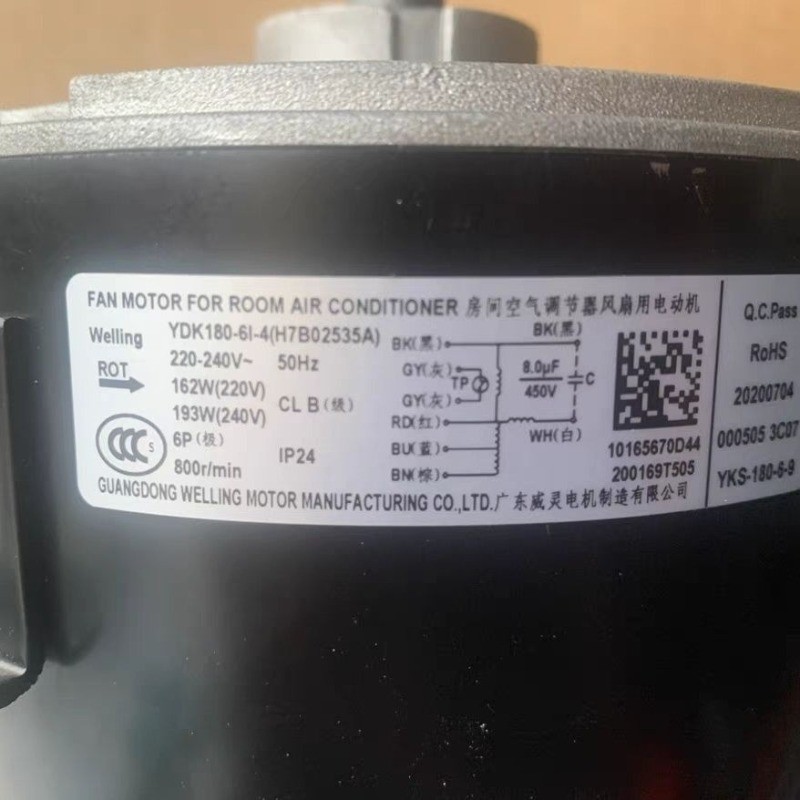 FAN MOTOR FOR ROOM AIR CONDITIONER 房间空气调节器风扇用电动机
Welling YDK180-6I-4(H7B02535A)
ROT 220-240V~ 50Hz
162W(220V)
193W(240V) CL B (级)
6P (极)
800r/min IP24
CCC S
BK(黑) BK(黑)
GY(灰) 8.0μF
TP 450V C
GY(灰)
RD(红)
WH(白)
BU(蓝)
BN(棕)
10165670D44
200169T505
GUANGDONG WELLING MOTOR MANUFACTURING CO.,LTD.广东威灵电机制造有限公司
Q.C.Pass
RoHS
20200704
000505 3C07
YKS-180-6-9